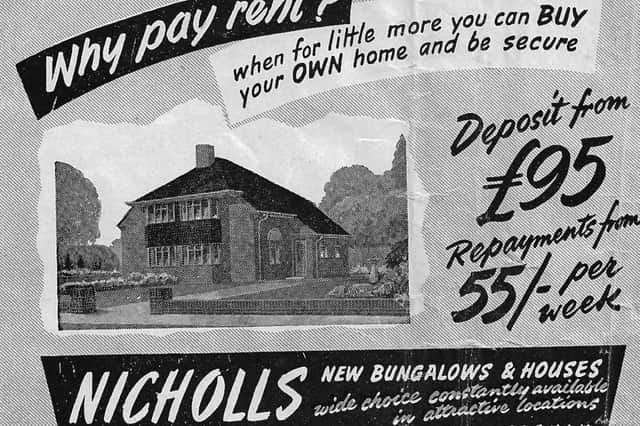 Why pay rent?
when for little more you can BUY
your OWN home and be secure
Deposit from
£95
Repayments from
55/- per
week
NICHOLLS
NEW BUNGALOWS & HOUSES
wide choice constantly available
in attractive locations